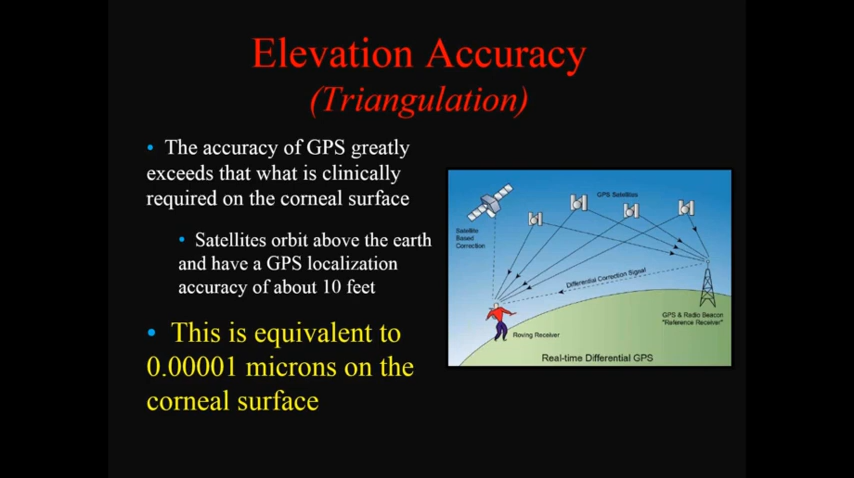 Elevation Accuracy
(Triangulation)
• The accuracy of GPS greatly
exceeds that what is clinically
required on the corneal surface
• Satellites orbit above the earth
and have a GPS localization
accuracy of about 10 feet
• This is equivalent to
0.00001 microns on the
corneal surface
GPS Satellites
Satellite
Based
Correction
Differential Correction Signal
GPS & Radio Beacon
"Reference Receiver"
Roving Receiver
Real-time Differential GPS